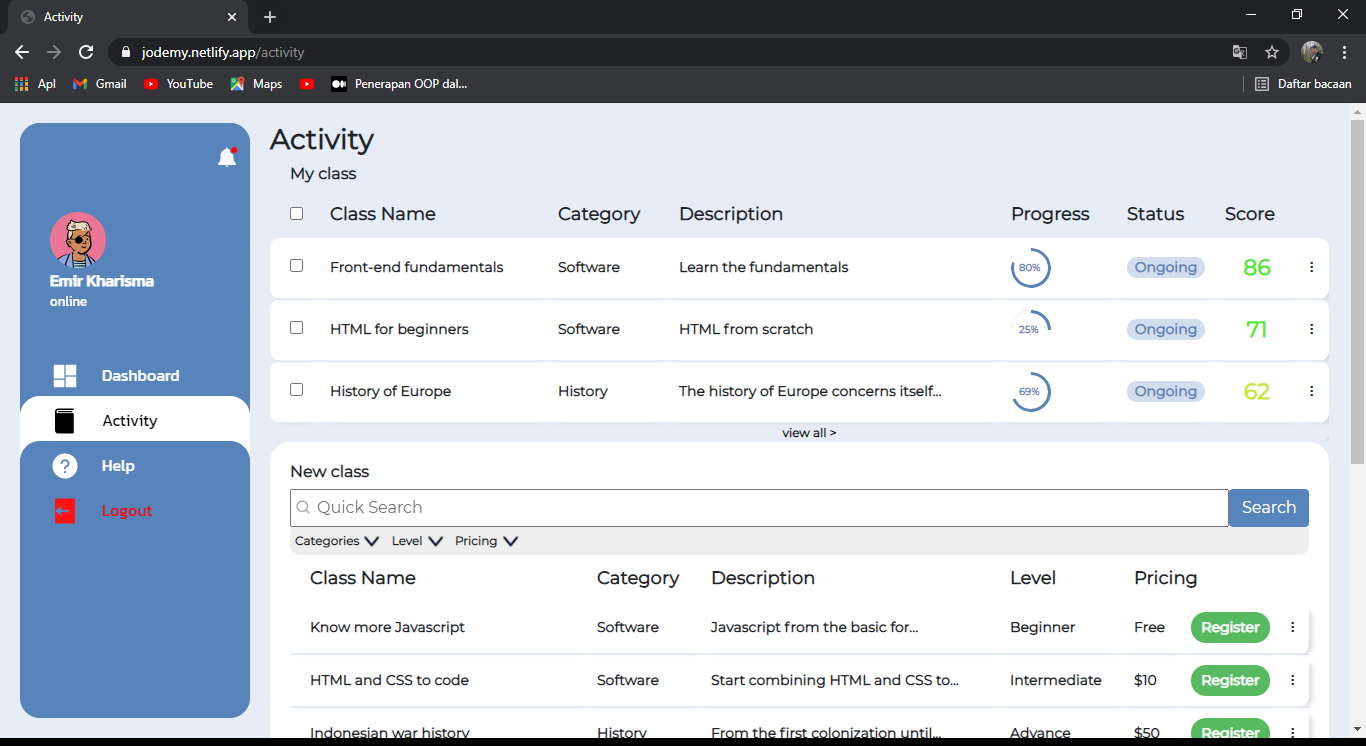 Activity
jodemy.netlify.app/activity
Apl Gmail YouTube Maps Penerapan OOP dal... Daftar bacaan
Emir Kharisma
online
Dashboard
Activity
Help
Logout
Activity
My class
Class Name Category Description Progress Status Score
Front-end fundamentals Software Learn the fundamentals 80% Ongoing 86
HTML for beginners Software HTML from scratch 25% Ongoing 71
History of Europe History The history of Europe concerns itself... 69% Ongoing 62
view all >
New class
Quick Search Search
Categories Level Pricing
Class Name Category Description Level Pricing
Know more Javascript Software Javascript from the basic for... Beginner Free Register
HTML and CSS to code Software Start combining HTML and CSS to... Intermediate $10 Register
Indonesian war history History From the first colonization until... Advance $50 Register